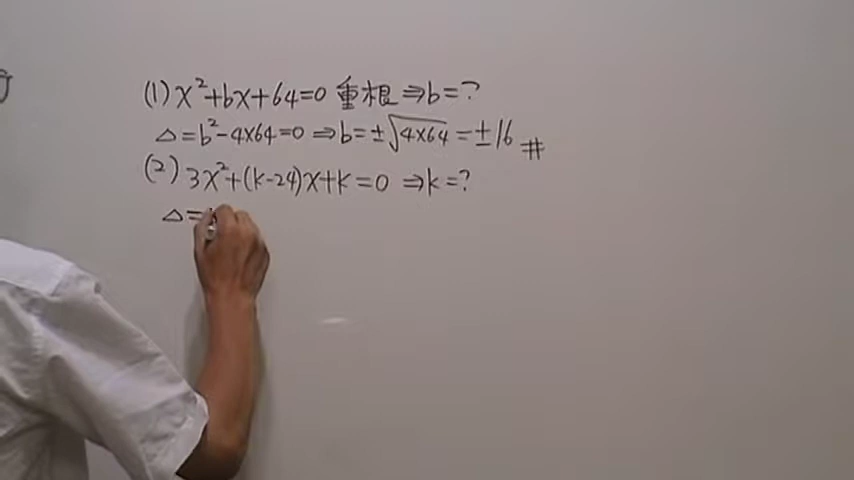 (1) x²+bx+64=0 重根 ⇒b=?
△=b²-4×64=0 ⇒b=±√4×64=±16 #
(2) 3x²+(k-24)x+k=0 ⇒k=?
△=